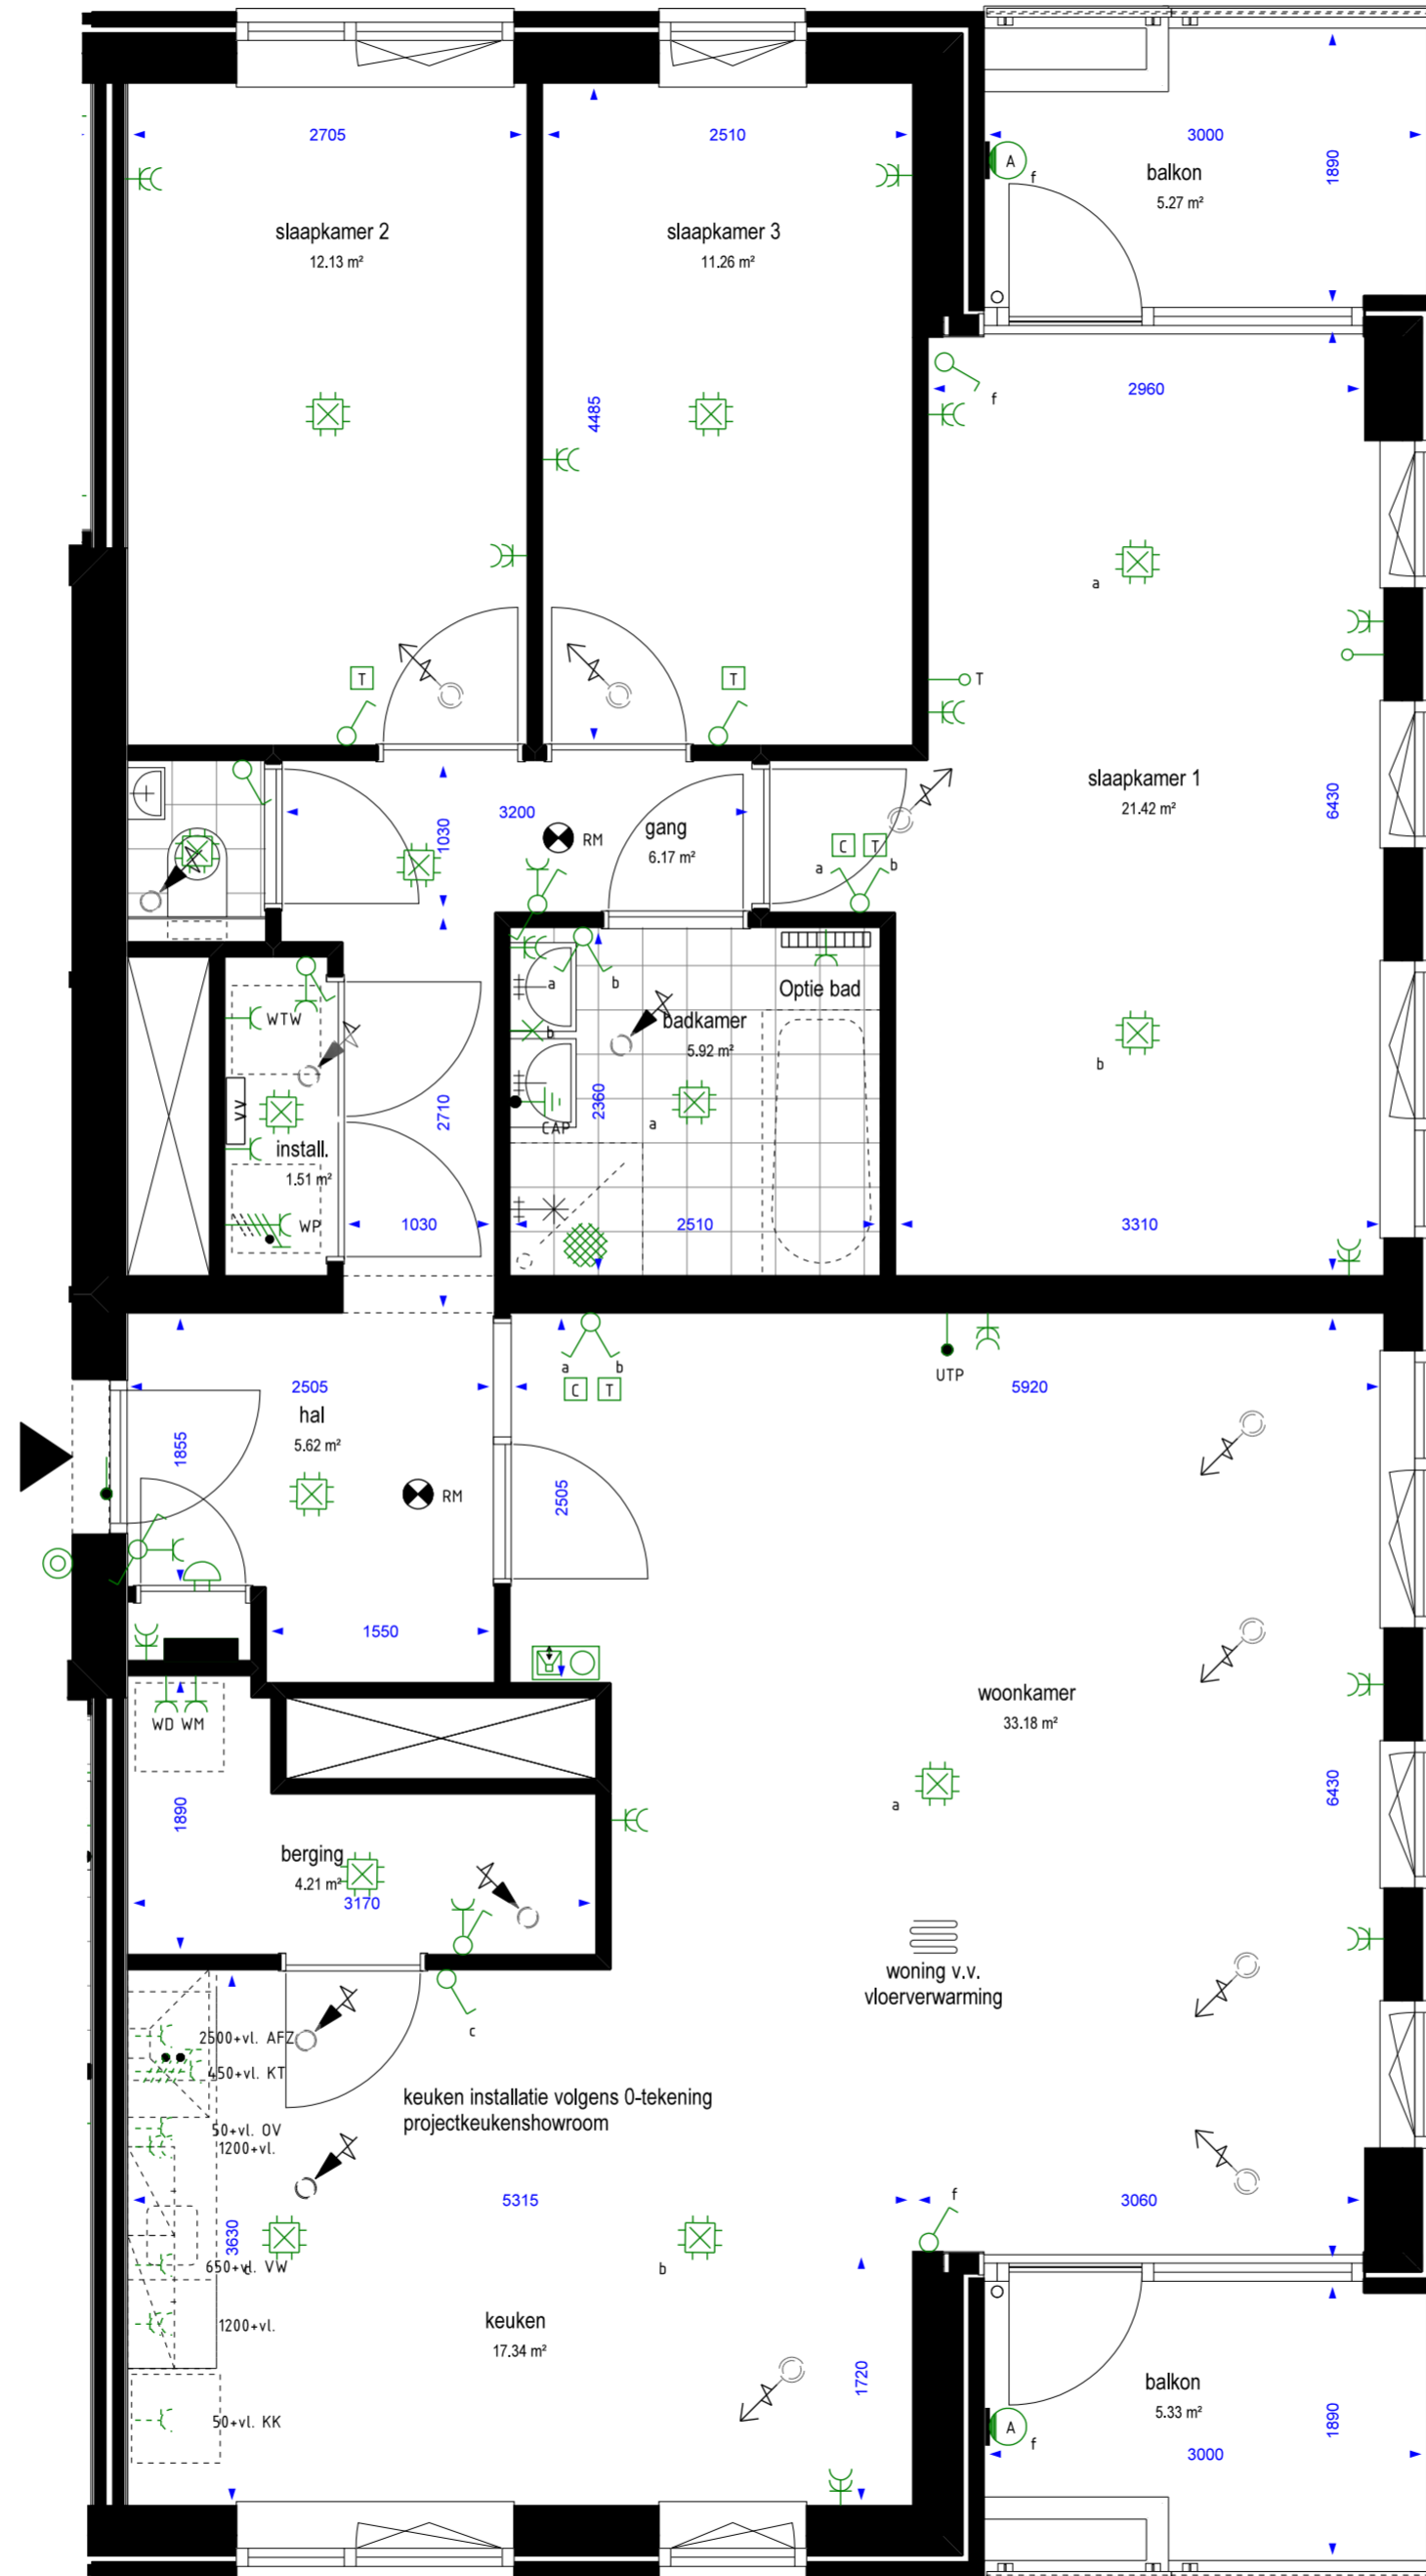 2705
2510
3000
1890
A
f
balkon
5.27 m²
slaapkamer 2
12.13 m²
slaapkamer 3
11.26 m²
2960
f
4485
a
T
T
T
slaapkamer 1
21.42 m²
6430
3200
1030
RM
gang
6.17 m²
C T
a
b
a
b
Optie bad
badkamer
5.92 m²
b
WTW
b
VV
2710
2360
CAP
a
install.
1.51 m²
WP
1030
2510
3310
a
b
C T
UTP
2505
5920
hal
5.62 m²
1855
RM
2505
1550
woonkamer
33.18 m²
WD WM
a
1890
6430
berging
4.21 m²
3170
woning v.v.
vloerverwarming
c
2500+vl. AFZ
450+vl. KT
keuken installatie volgens 0-tekening
projectkeukenshowroom
50+vl. OV
1200+vl.
5315
f
3060
3630
650+vl. VW
c
b
1200+vl.
keuken
17.34 m²
1720
balkon
5.33 m²
50+vl. KK
A
f
3000
1890